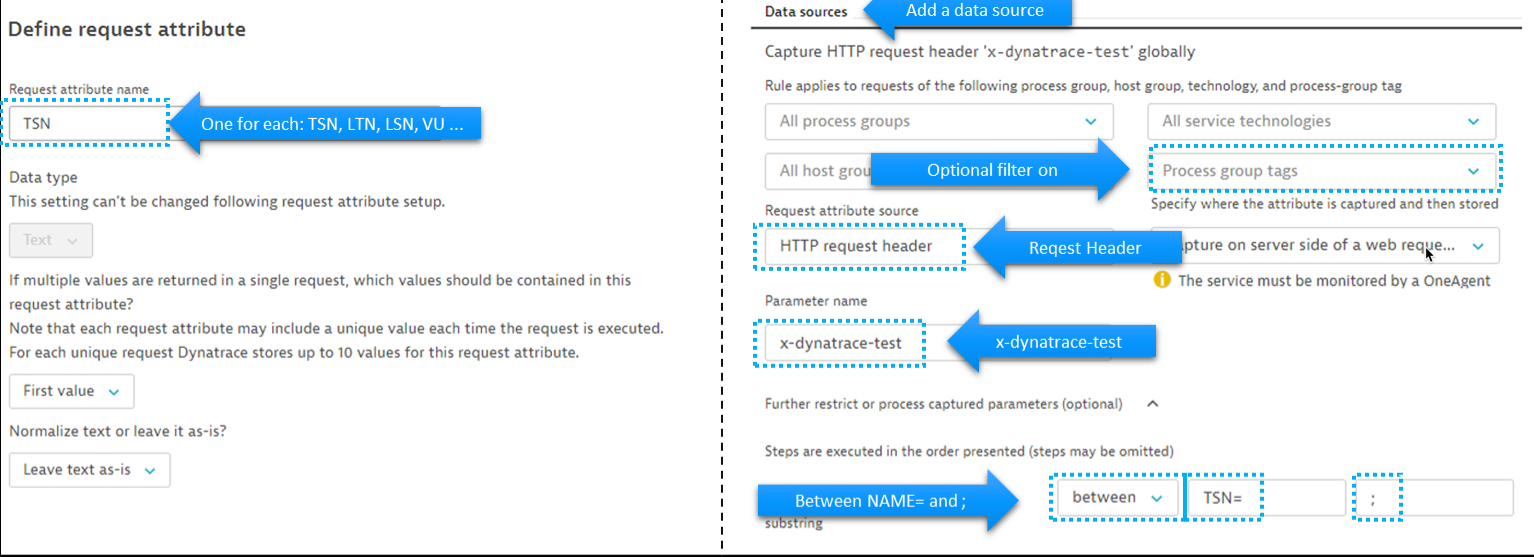 Define request attribute
Request attribute name
TSN
One for each: TSN, LTN, LSN, VU ...
Data type
This setting can't be changed following request attribute setup.
Text
If multiple values are returned in a single request, which values should be contained in this
request attribute?
Note that each request attribute may include a unique value each time the request is executed.
For each unique request Dynatrace stores up to 10 values for this request attribute.
First value
Normalize text or leave it as-is?
Leave text as-is
Data sources
Add a data source
Capture HTTP request header 'x-dynatrace-test' globally
Rule applies to requests of the following process group, host group, technology, and process-group tag
All process groups
All service technologies
All host grou
Optional filter on
Process group tags
Request attribute source
Specify where the attribute is captured and then stored
HTTP request header
Reqest Header
pture on server side of a web reque...
The service must be monitored by a OneAgent
Parameter name
x-dynatrace-test
x-dynatrace-test
Further restrict or process captured parameters (optional)
Steps are executed in the order presented (steps may be omitted)
Between NAME= and ;
between
TSN=
;
substring